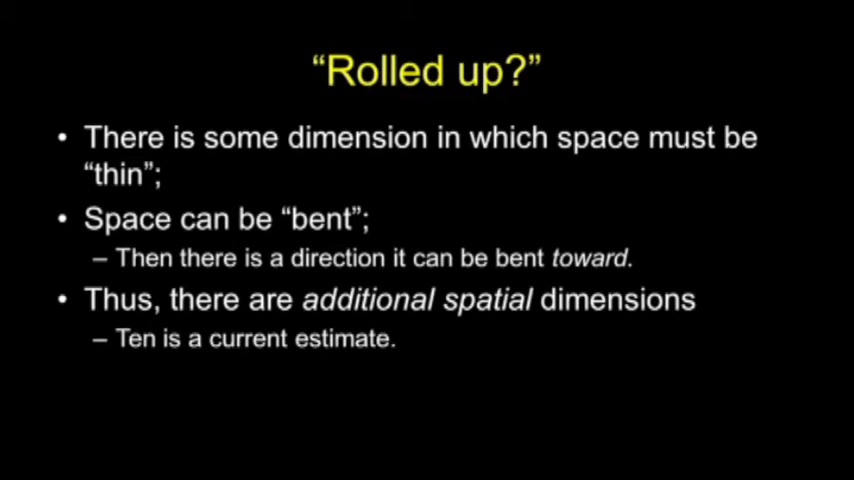 “Rolled up?”
• There is some dimension in which space must be
“thin”;
• Space can be “bent”;
– Then there is a direction it can be bent toward.
• Thus, there are additional spatial dimensions
– Ten is a current estimate.